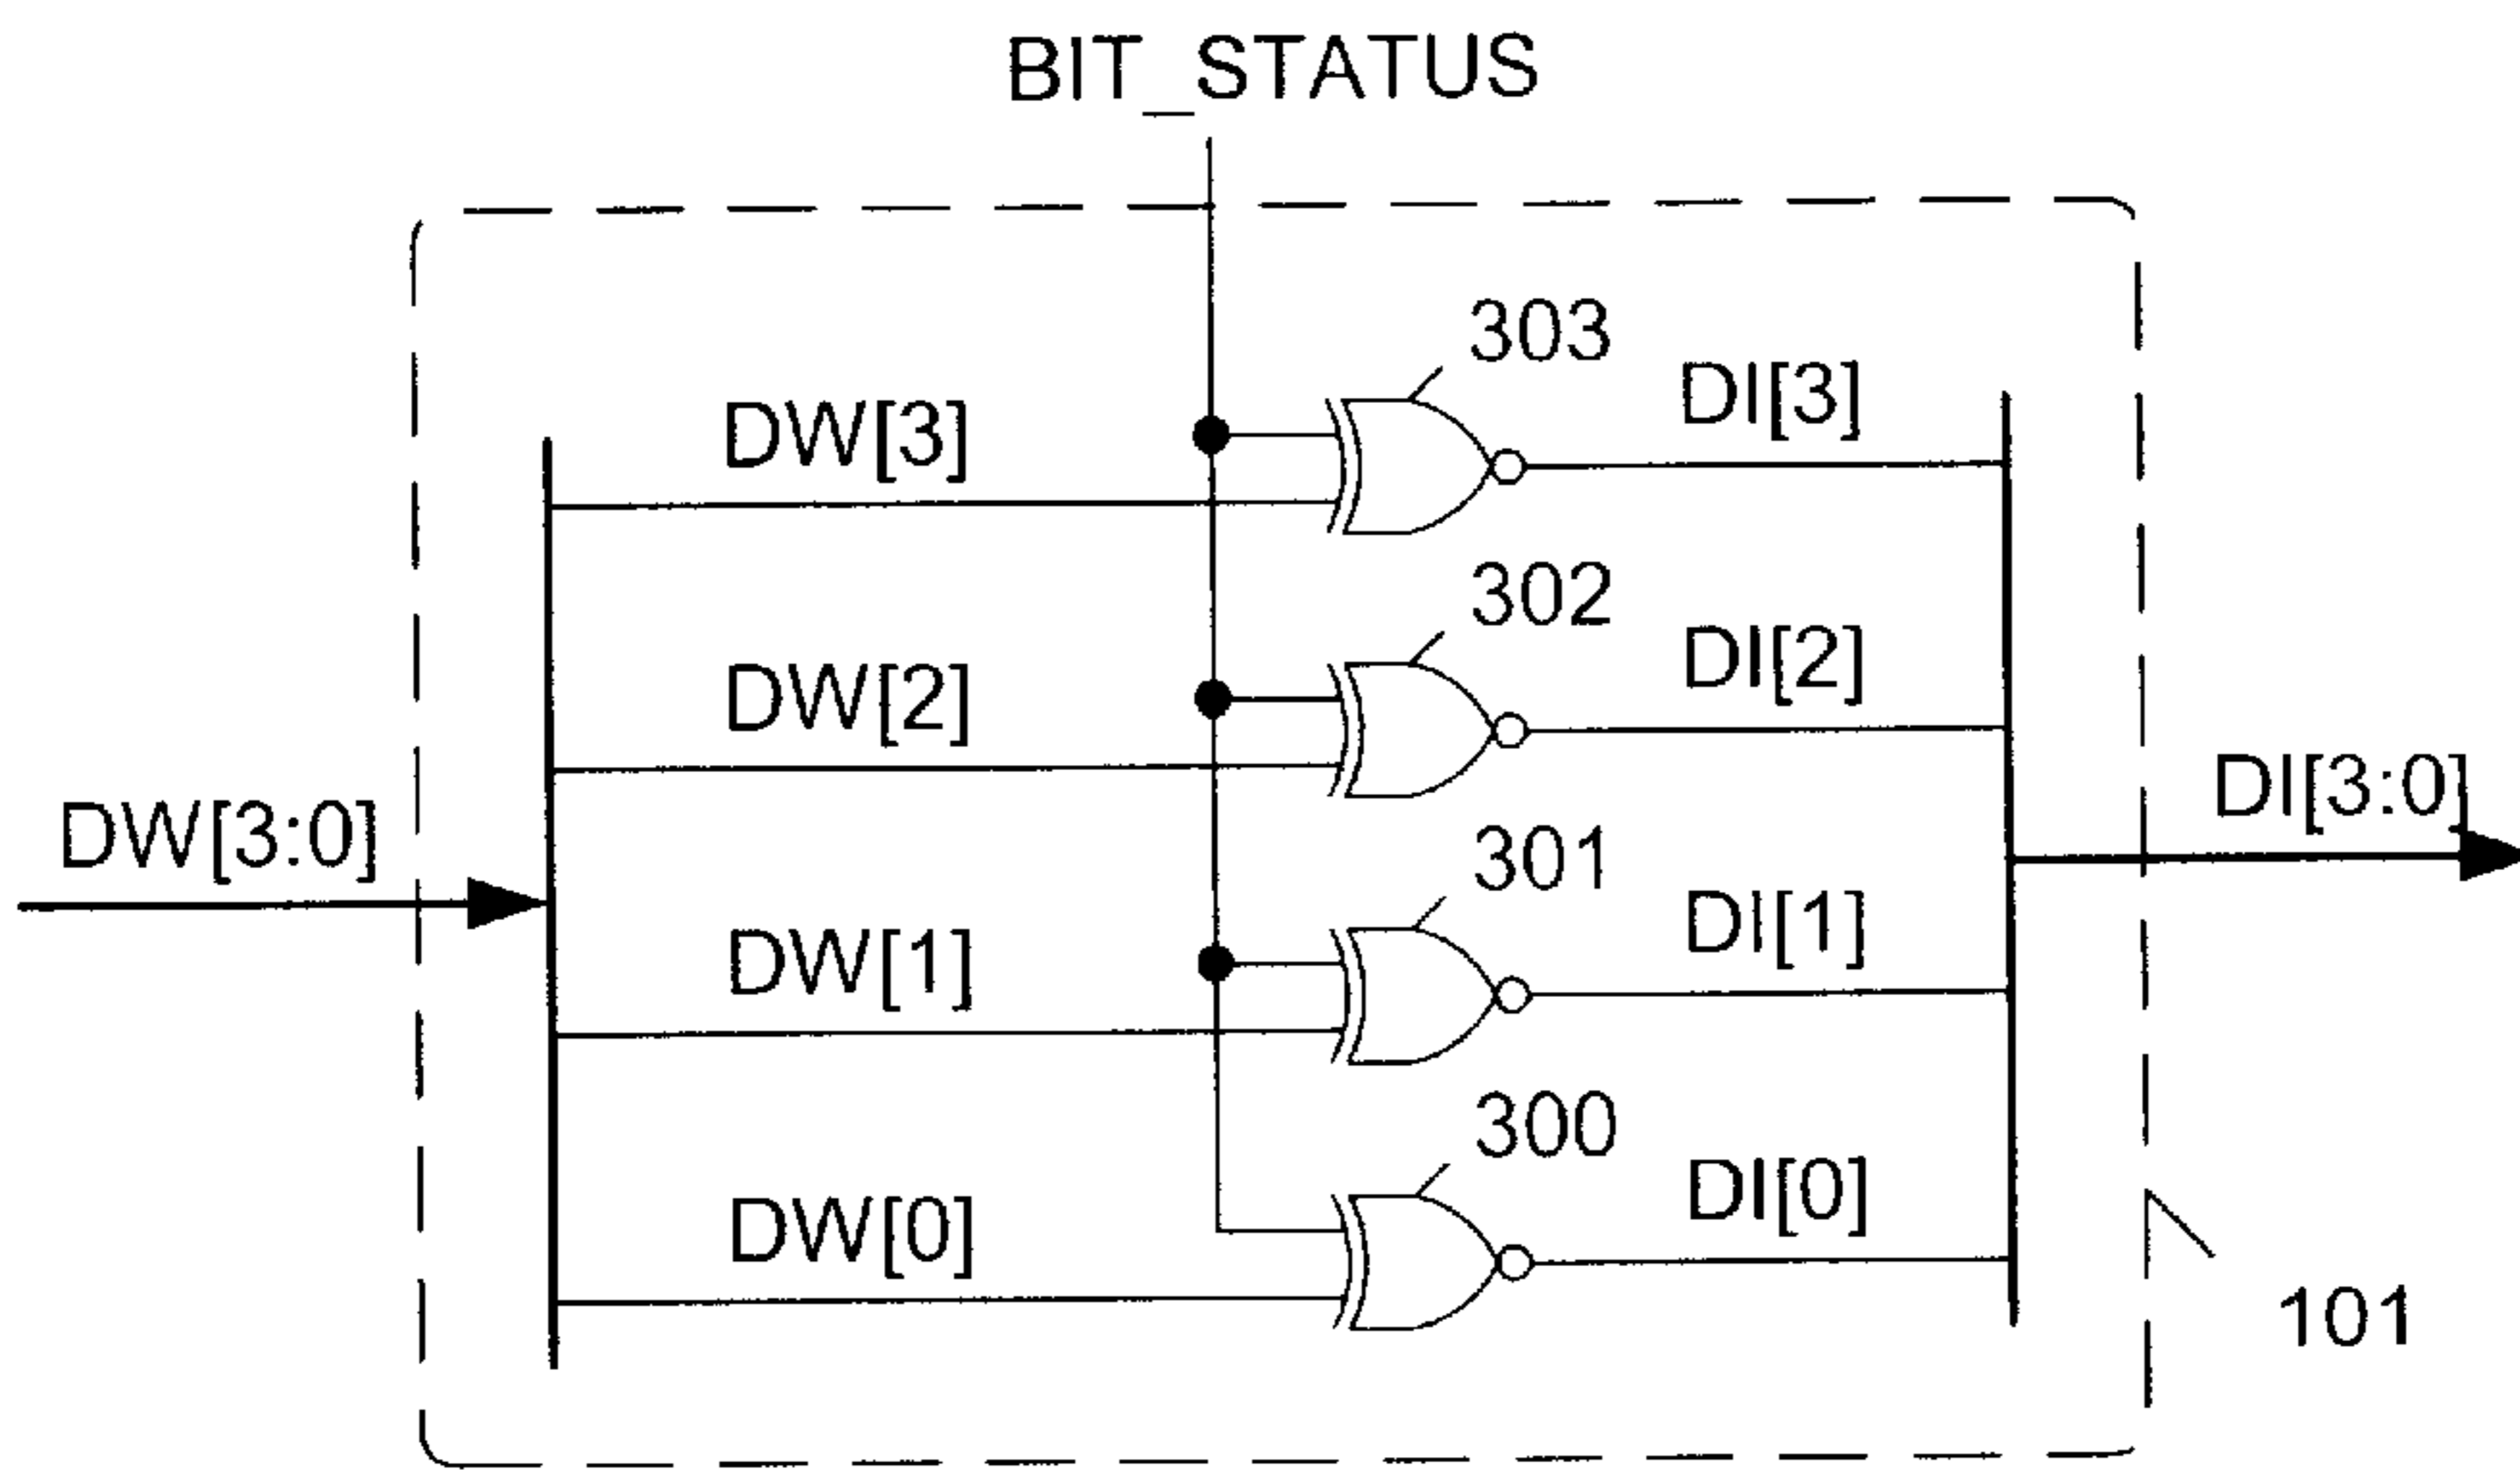 BIT_STATUS
303
DI[3]
DW[3]
302
DI[2]
DW[2]
DI[3:0]
DW[3:0]
301
DI[1]
DW[1]
300
DI[0]
DW[0]
101